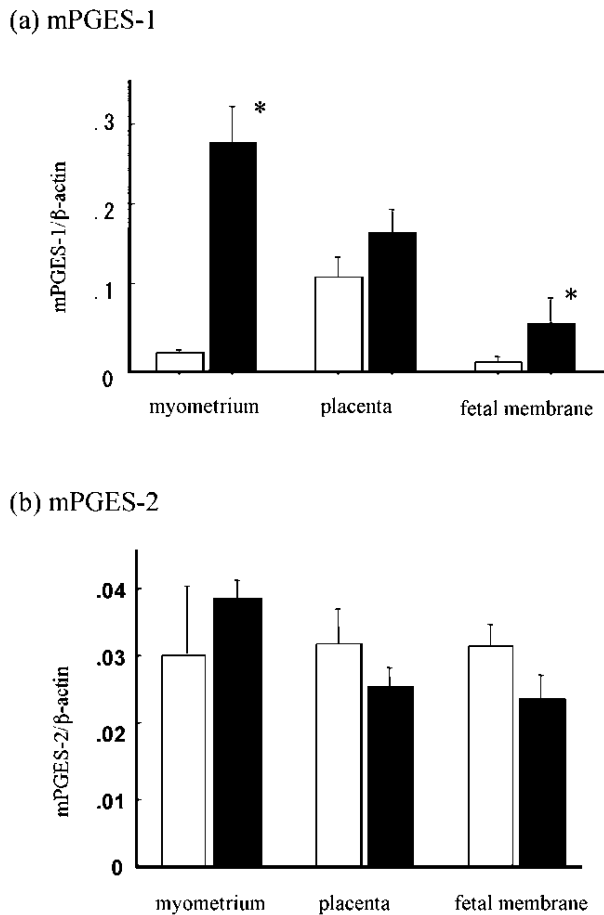 (a) mPGES-1
mPGES-1/β-actin
.3
.2
.1
0
*
*
myometrium
placenta
fetal membrane
(b) mPGES-2
mPGES-2/β-actin
.04
.03
.02
.01
0
myometrium
placenta
fetal membrane